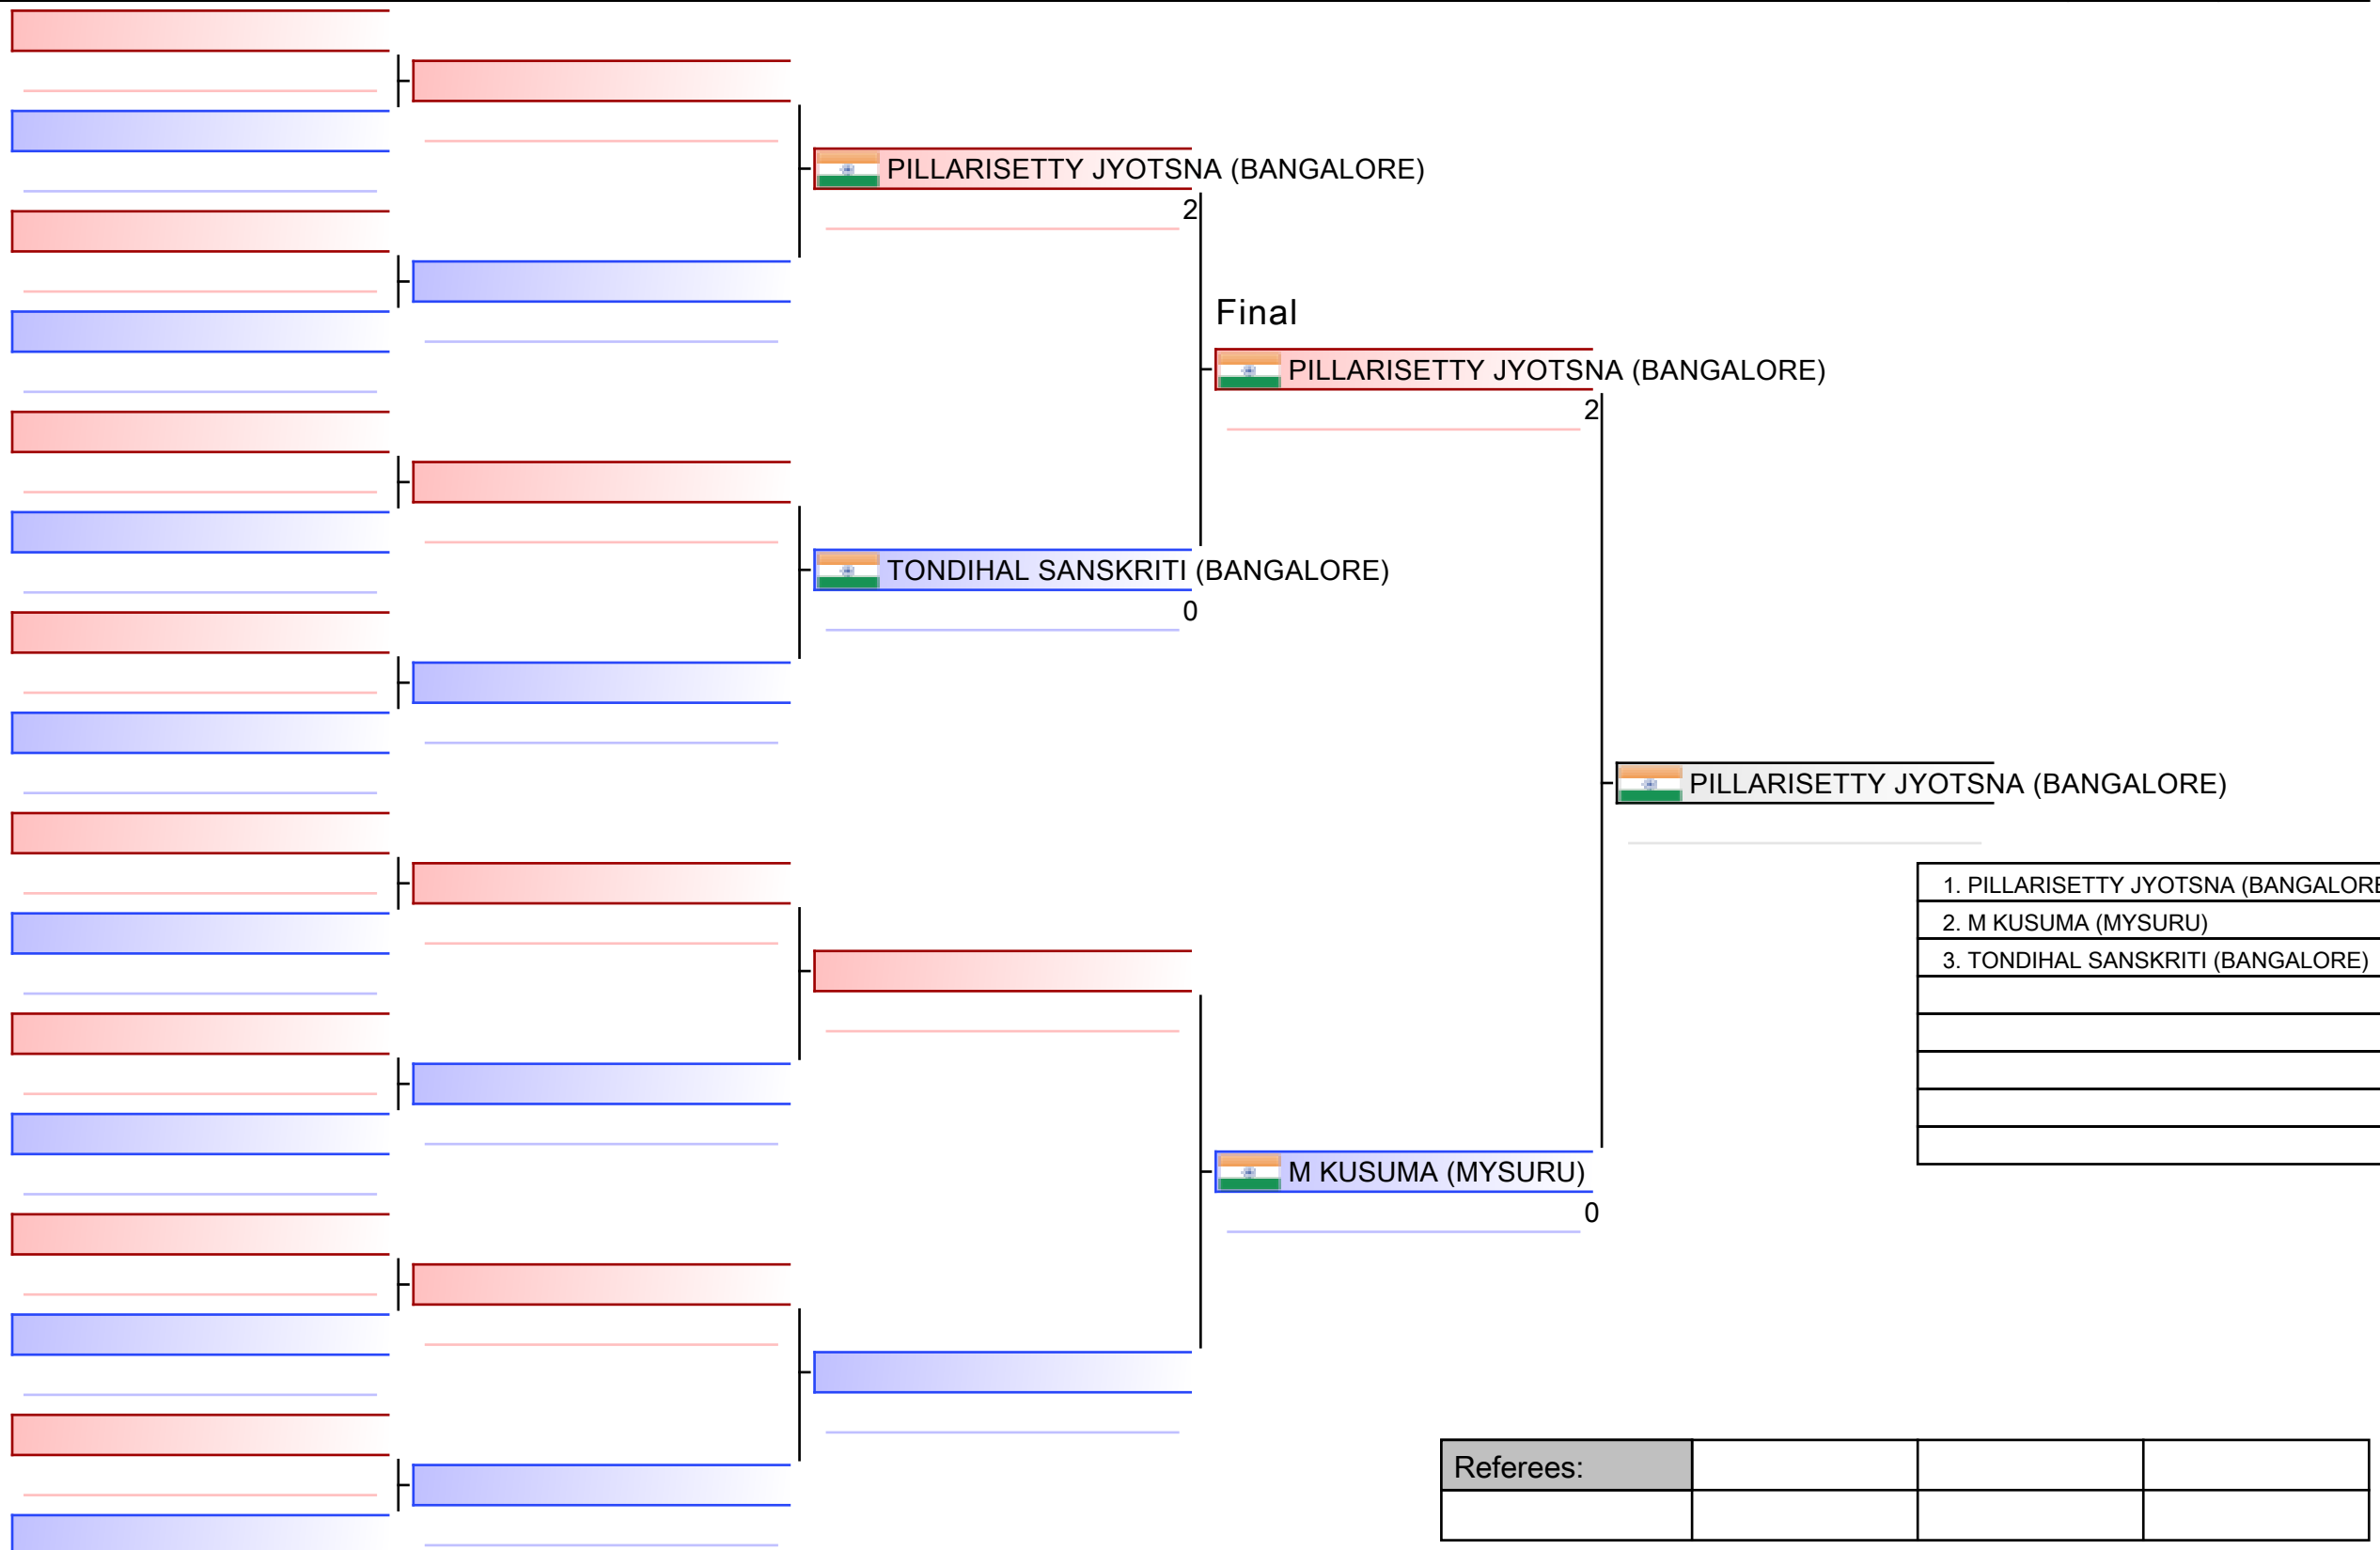 PILLARISETTY JYOTSNA (BANGALORE)
2
Final
PILLARISETTY JYOTSNA (BANGALORE)
2
TONDIHAL SANSKRITI (BANGALORE)
0
PILLARISETTY JYOTSNA (BANGALORE)
1. PILLARISETTY JYOTSNA (BANGALORE
2. M KUSUMA (MYSURU)
3. TONDIHAL SANSKRITI (BANGALORE)
M KUSUMA (MYSURU)
0
Referees: